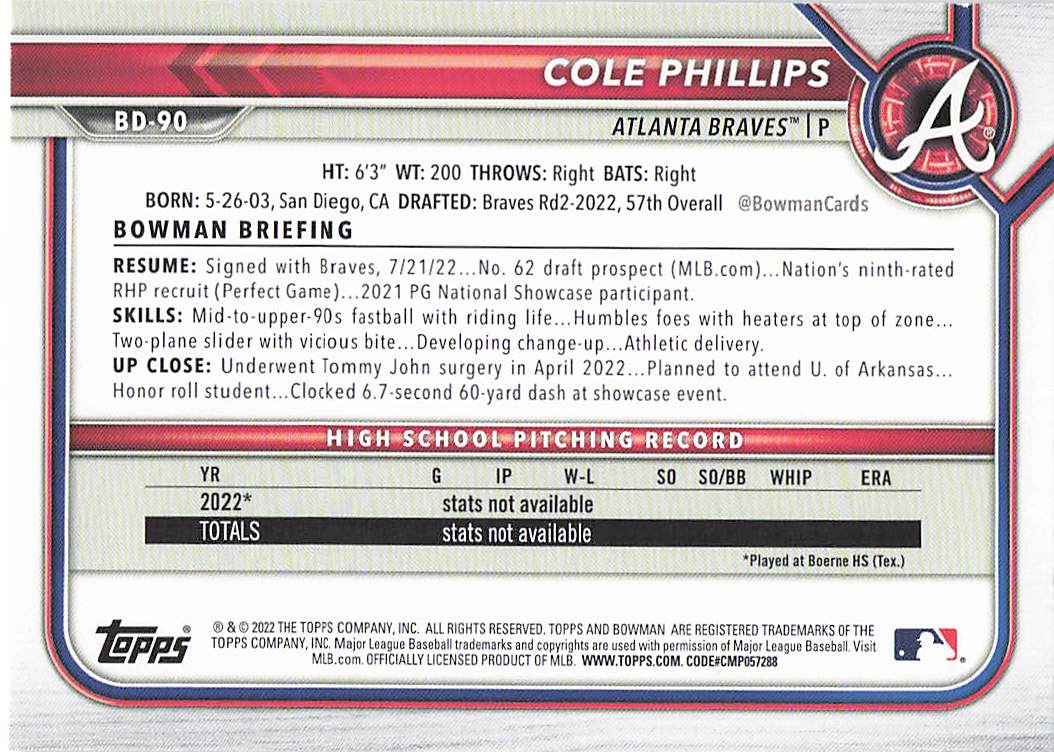 COLE PHILLIPS
BD-90
ATLANTA BRAVES™ | P
A®
HT: 6'3" WT: 200 THROWS: Right BATS: Right
BORN: 5-26-03, San Diego, CA DRAFTED: Braves Rd2-2022, 57th Overall @BowmanCards
BOWMAN BRIEFING
RESUME: Signed with Braves, 7/21/22...No. 62 draft prospect (MLB.com)...Nation's ninth-rated
RHP recruit (Perfect Game)...2021 PG National Showcase participant.
SKILLS: Mid-to-upper-90s fastball with riding life...Humbles foes with heaters at top of zone...
Two-plane slider with vicious bite...Developing change-up...Athletic delivery.
UP CLOSE: Underwent Tommy John surgery in April 2022...Planned to attend U. of Arkansas...
Honor roll student...Clocked 6.7-second 60-yard dash at showcase event.
HIGH SCHOOL PITCHING RECORD
YR G IP W-L SO SO/BB WHIP ERA
2022* stats not available
TOTALS stats not available
*Played at Boerne HS (Tex.)
Topps®
® & © 2022 THE TOPPS COMPANY, INC. ALL RIGHTS RESERVED. TOPPS AND BOWMAN ARE REGISTERED TRADEMARKS OF THE
TOPPS COMPANY, INC. Major League Baseball trademarks and copyrights are used with permission of Major League Baseball. Visit
MLB.com. OFFICIALLY LICENSED PRODUCT OF MLB. WWW.TOPPS.COM. CODE#CMP057288